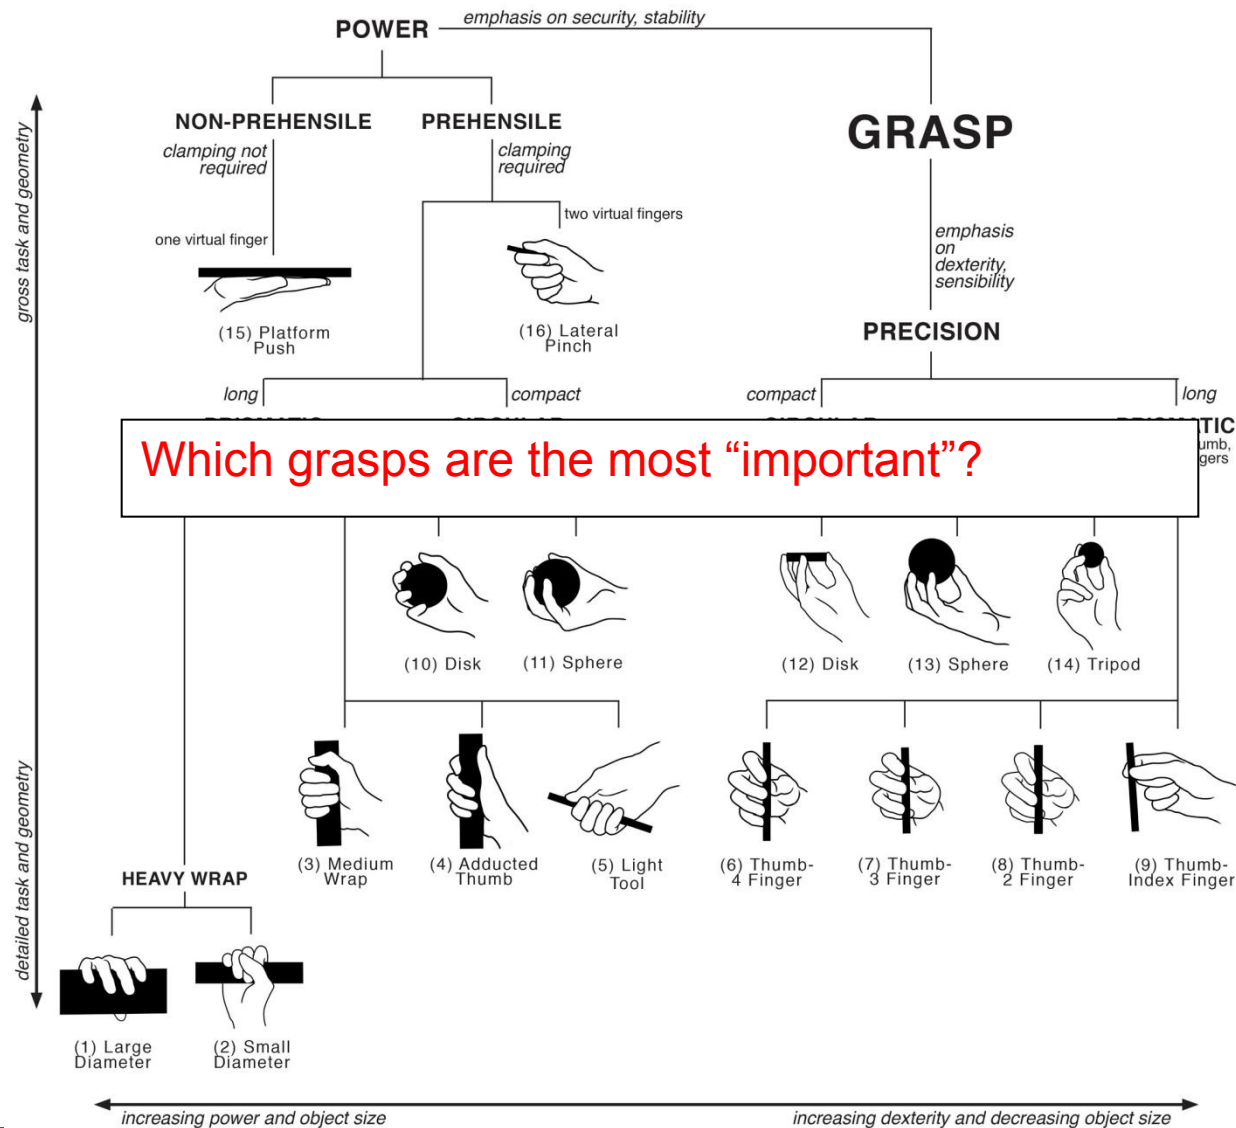 emphasis on security, stability
POWER
NON-PREHENSILE
PREHENSILE
GRASP
clamping not
required
clamping
required
two virtual fingers
one virtual finger
emphasis
on
dexterity,
sensibility
gross task and geometry
(15) Platform
Push
(16) Lateral
Pinch
PRECISION
long
compact
compact
long
Which grasps are the most “important”?
(10) Disk
(11) Sphere
(12) Disk
(13) Sphere
(14) Tripod
detailed task and geometry
(3) Medium
Wrap
(4) Adducted
Thumb
(5) Light
Tool
(6) Thumb-
4 Finger
(7) Thumb-
3 Finger
(8) Thumb-
2 Finger
(9) Thumb-
Index Finger
HEAVY WRAP
(1) Large
Diameter
(2) Small
Diameter
increasing power and object size
increasing dexterity and decreasing object size